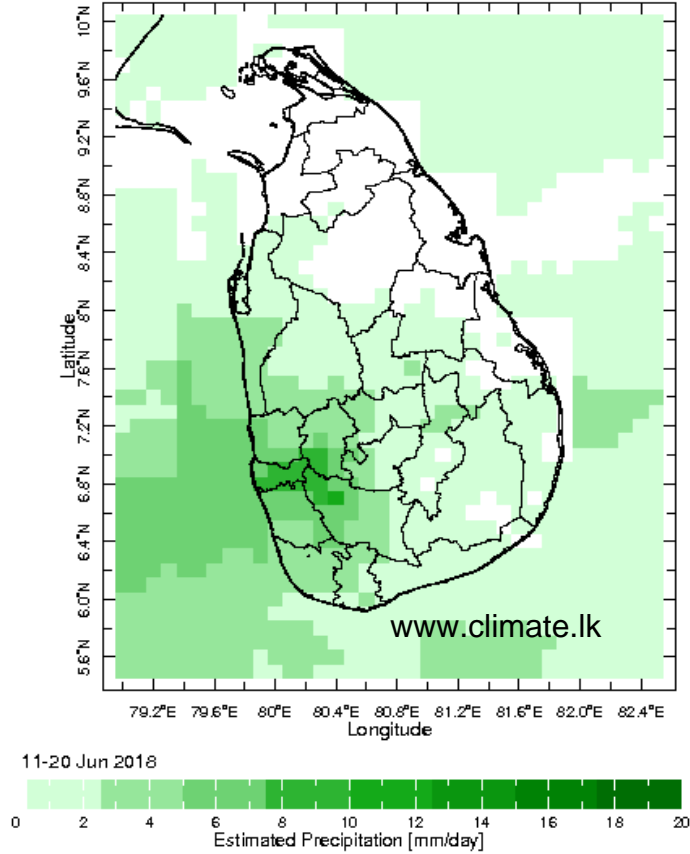 10°N
9.6°N
9.2°N
8.8°N
8.4°N
8°N
7.6°N
7.2°N
6.8°N
6.4°N
6.0°N
5.6°N
Latitude
www.climate.lk
79.2°E 79.6°E 80°E 80.4°E 80.8°E 81.2°E 81.6°E 82.0°E 82.4°E
Longitude
11-20 Jun 2018
0 2 4 6 8 10 12 14 16 18 20
Estimated Precipitation [mm/day]